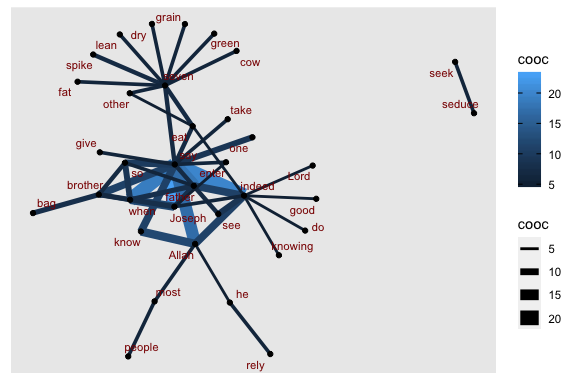 grain
dry
lean
green
cow
spike
seven
fat
other
take
eat
give
one
say
so
enter
Lord
brother
father
indeed
bag
when
Joseph
see
good
do
know
knowing
Allah
most
he
people
rely
seek
seduce
cooc
20
15
10
5
cooc
5
10
15
20